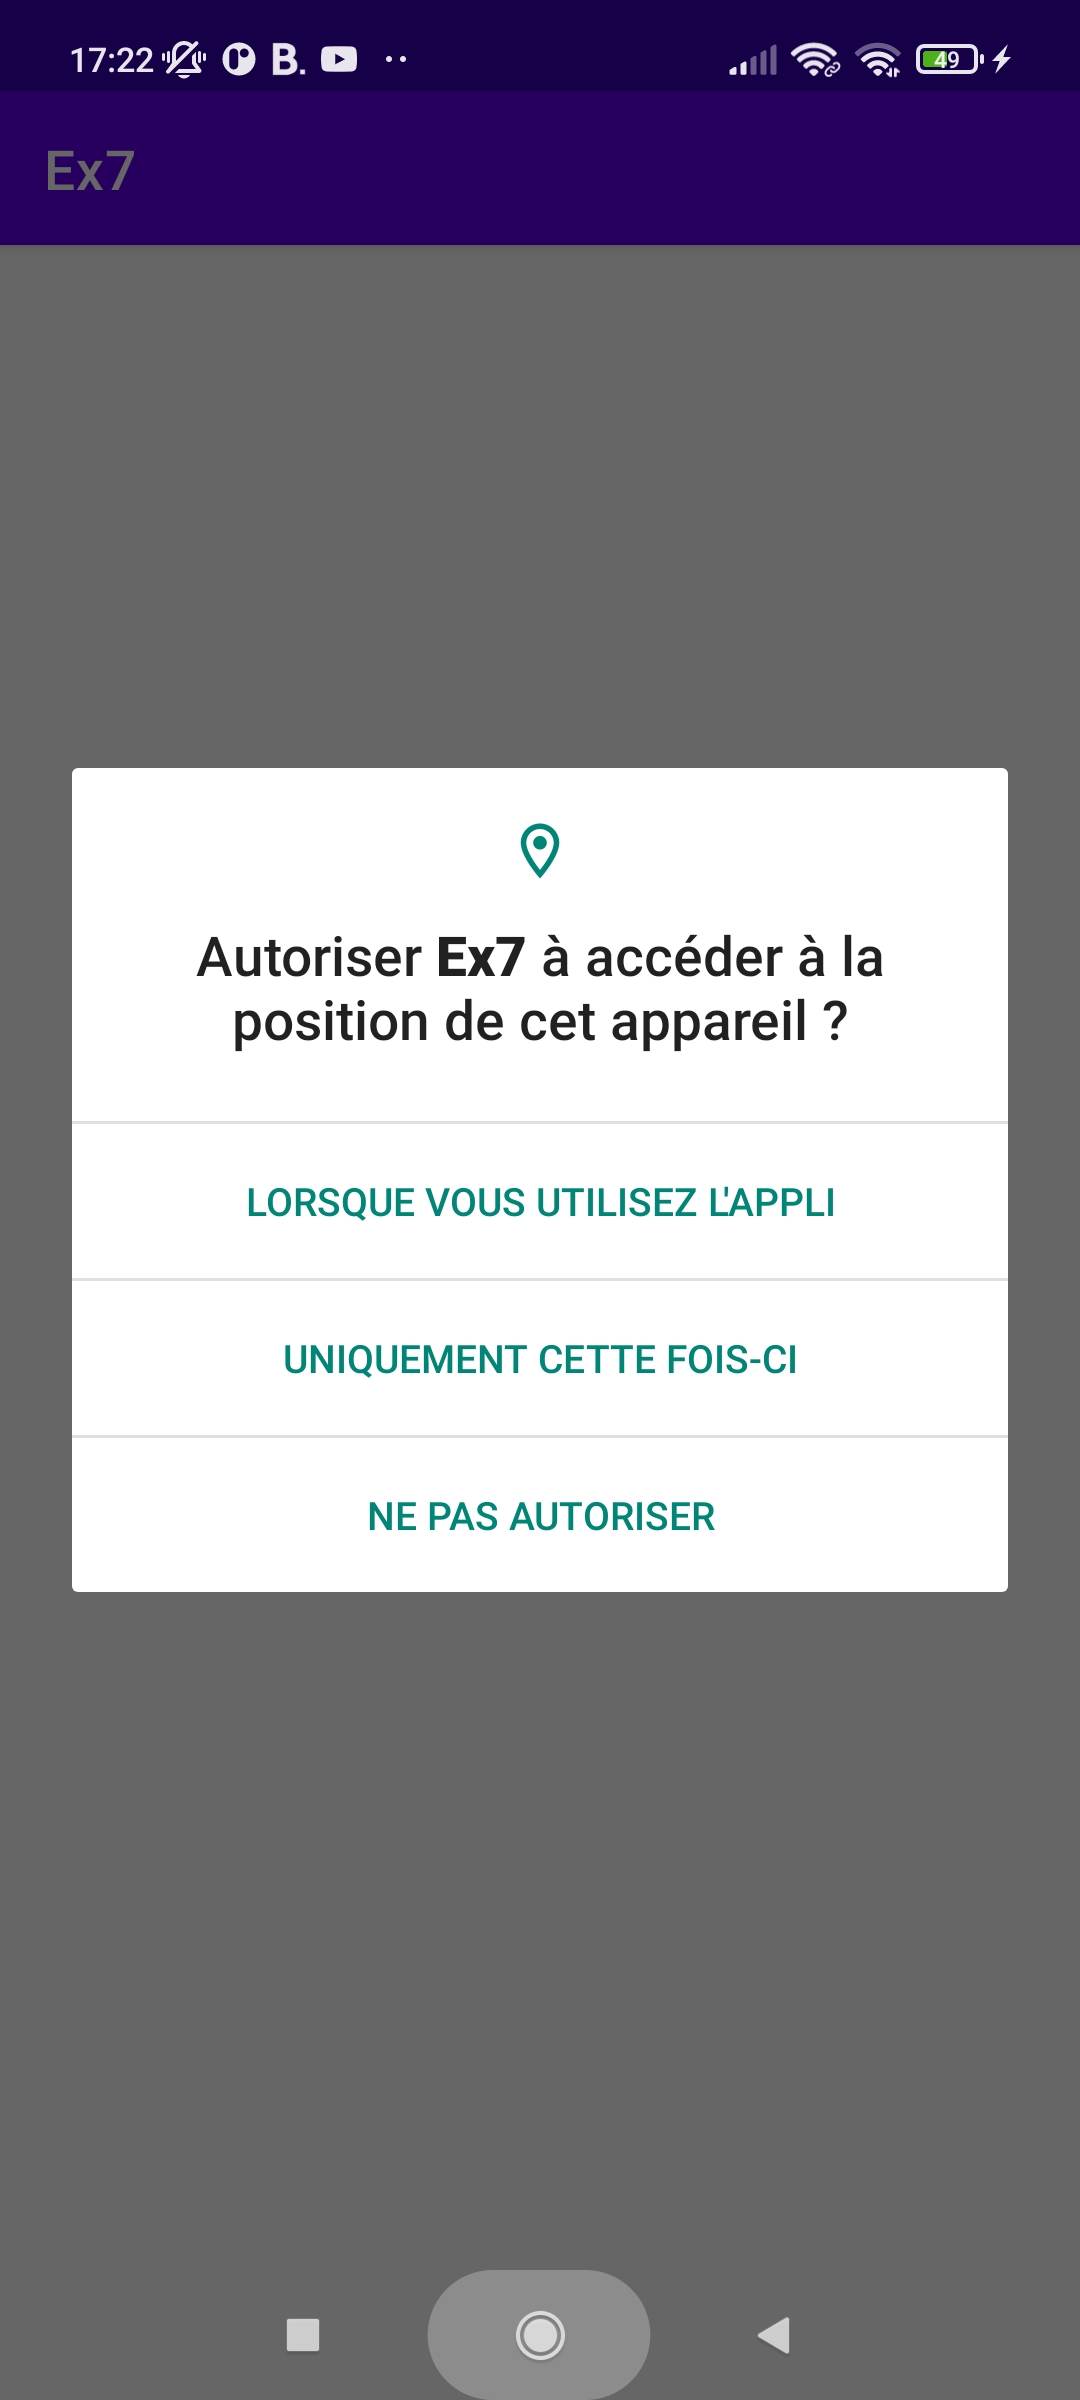 17:22 B. 49
Ex7
Autoriser Ex7 à accéder à la
position de cet appareil ?
LORSQUE VOUS UTILISEZ L'APPLI
UNIQUEMENT CETTE FOIS-CI
NE PAS AUTORISER